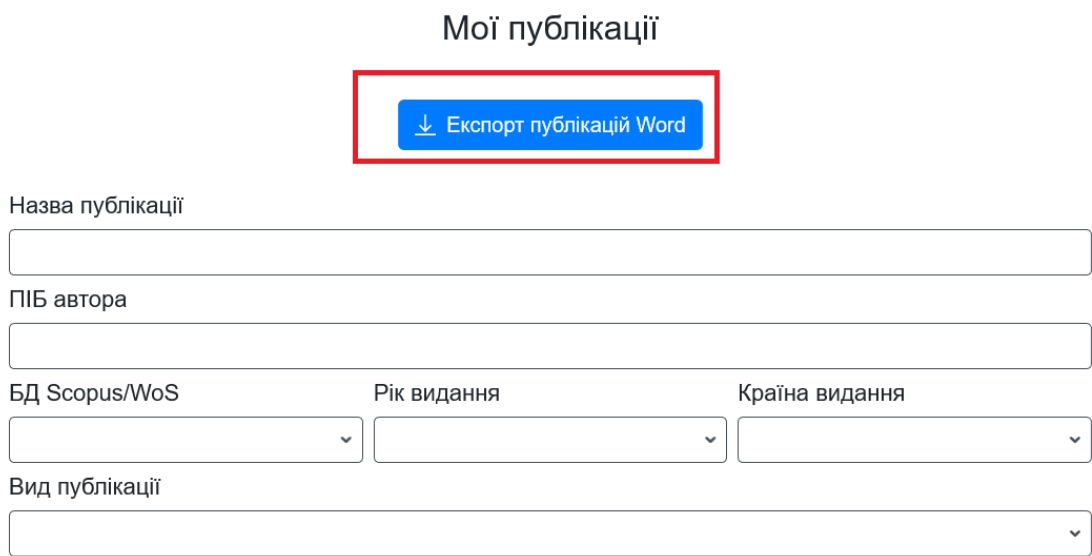 Мої публікації
Експорт публікацій Word
Назва публікації
ПІБ автора
БД Scopus/WoS Рік видання Країна видання
Вид публікації